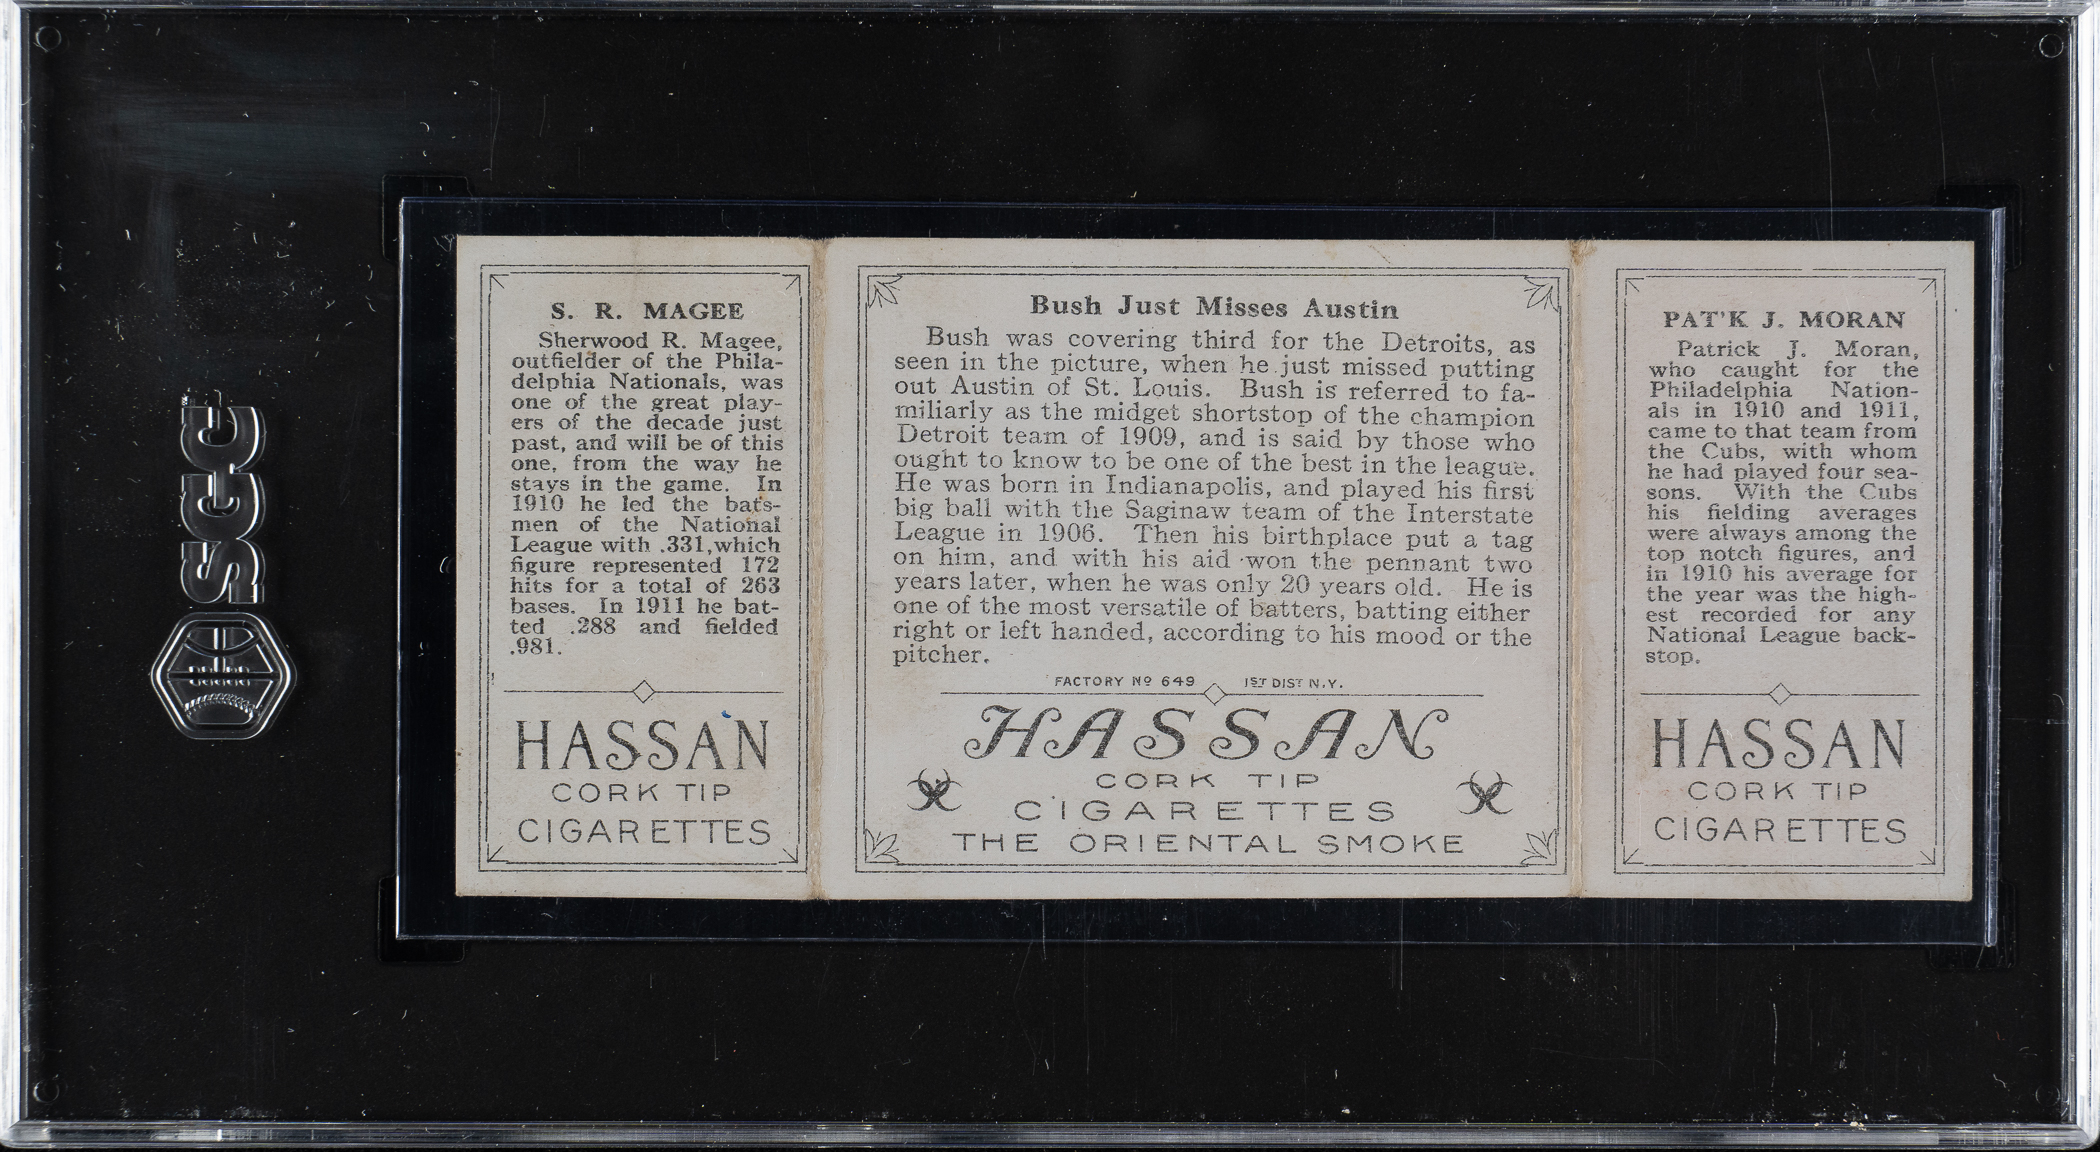 SGC
S. R. MAGEE
Sherwood R. Magee,
outfielder of the Phila-
delphia Nationals, was
one of the great play-
ers of the decade just
past, and will be of this
one, from the way he
stays in the game. In
1910 he led the bats-
men of the National
League with .331,which
figure represented 172
hits for a total of 263
bases. In 1911 he bat-
ted .288 and fielded
.981.
HASSAN
CORK TIP
CIGARETTES
Bush Just Misses Austin
Bush was covering third for the Detroits, as
seen in the picture, when he just missed putting
out Austin of St. Louis. Bush is referred to fa-
miliarly as the midget shortstop of the champion
Detroit team of 1909, and is said by those who
ought to know to be one of the best in the league.
He was born in Indianapolis, and played his first
big ball with the Saginaw team of the Interstate
League in 1906. Then his birthplace put a tag
on him, and with his aid won the pennant two
years later, when he was only 20 years old. He is
one of the most versatile of batters, batting either
right or left handed, according to his mood or the
pitcher.
FACTORY Nº 649 1ST DIST N.Y.
HASSAN
CORK TIP
CIGARETTES
THE ORIENTAL SMOKE
PAT'K J. MORAN
Patrick J. Moran,
who caught for the
Philadelphia Nation-
als in 1910 and 1911,
came to that team from
the Cubs, with whom
he had played four sea-
sons. With the Cubs
his fielding averages
were always among the
top notch figures, and
in 1910 his average for
the year was the high-
est recorded for any
National League back-
stop.
HASSAN
CORK TIP
CIGARETTES